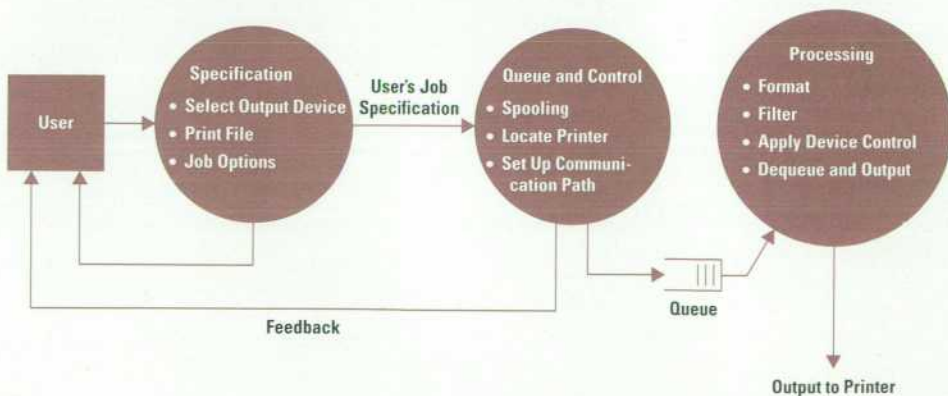 User
Specification
• Select Output Device
• Print File
• Job Options
User's Job
Specification
Queue and Control
• Spooling
• Locate Printer
• Set Up Communi-
cation Path
Processing
• Format
• Filter
• Apply Device Control
• Dequeue and Output
Feedback
Queue
Output to Printer